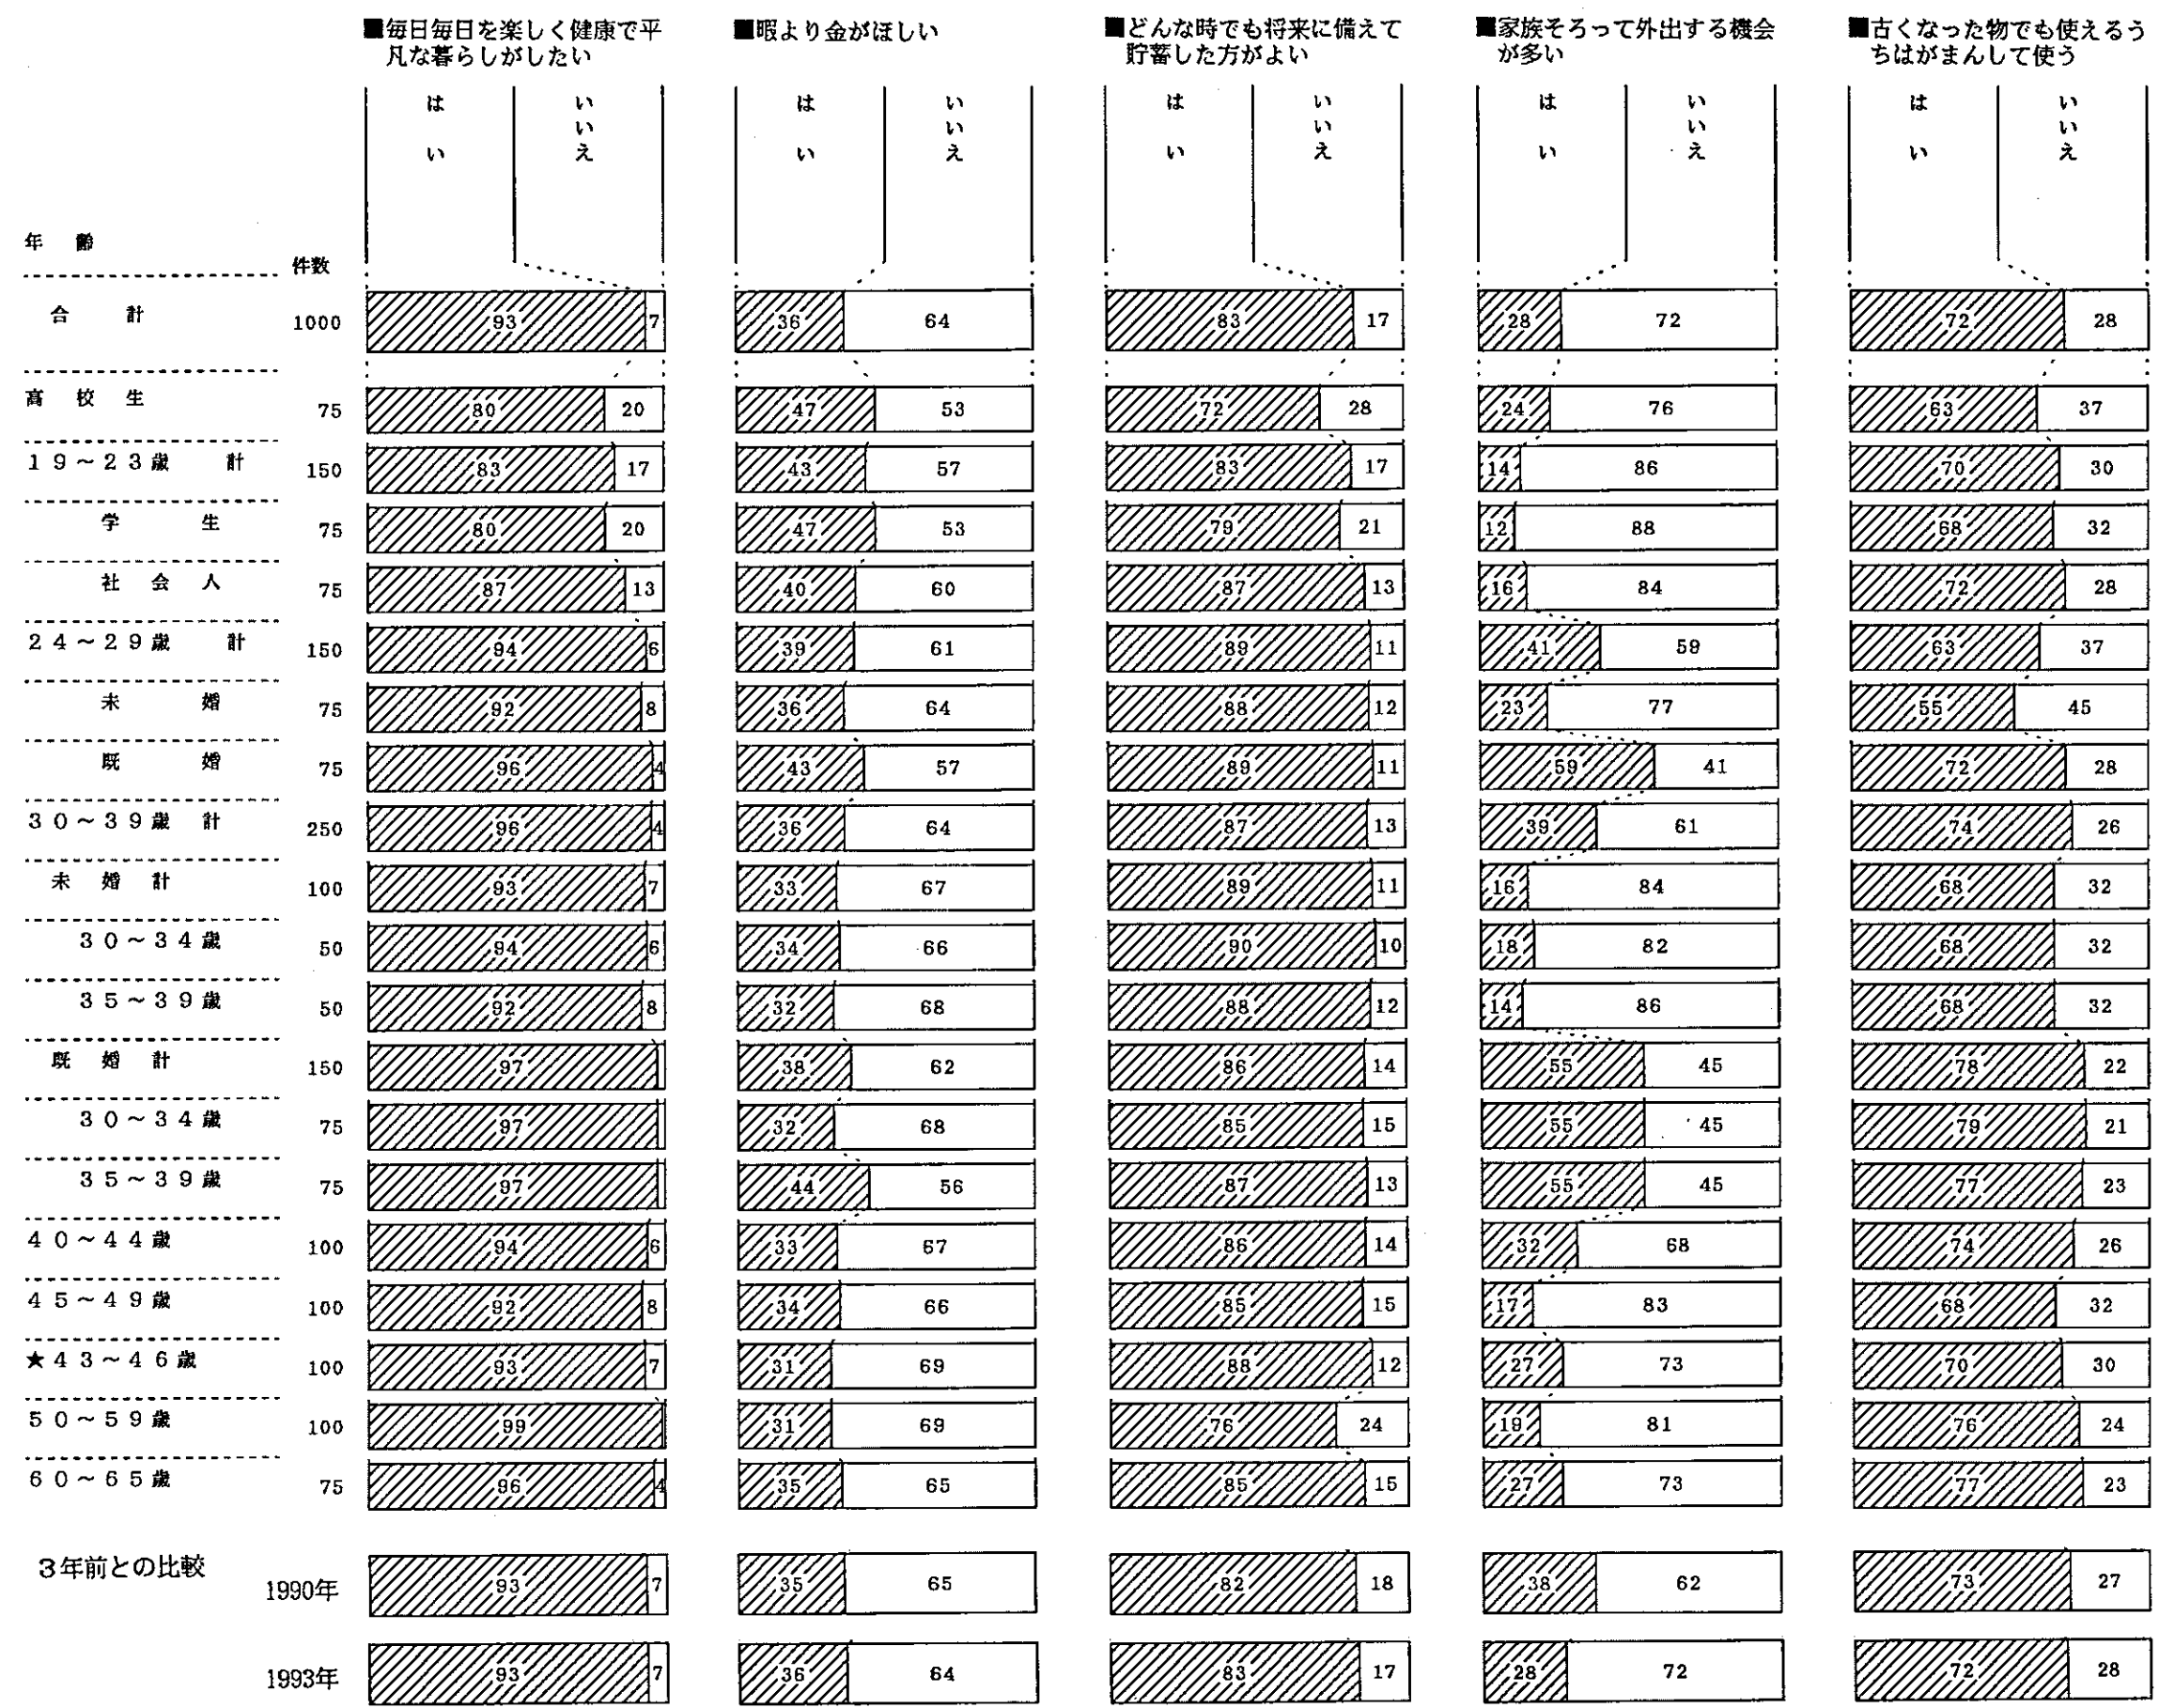 ■毎日毎日を楽しく健康で平
凡な暮らしがしたい
■暇より金がほしい
■どんな時でも将来に備えて
貯蓄した方がよい
■家族そろって外出する機会
が多い
■古くなった物でも使えるう
ちはがまんして使う
はい いいえ はい いいえ はい いいえ はい いいえ はい いいえ
年齢
件数
合計 1000 93 7 36 64 83 17 28 72 72 28
高校生 75 80 20 47 53 72 28 24 76 63 37
19~23歳 計 150 83 17 43 57 83 17 14 86 70 30
学生 75 80 20 47 53 79 21 12 88 68 32
社会人 75 87 13 40 60 87 13 16 84 72 28
24~29歳 計 150 94 6 39 61 89 11 41 59 63 37
未婚 75 92 8 36 64 88 12 23 77 55 45
既婚 75 96 4 43 57 89 11 59 41 72 28
30~39歳 計 250 96 4 36 64 87 13 39 61 74 26
未婚計 100 93 7 33 67 89 11 16 84 68 32
30~34歳 50 94 6 34 66 90 10 18 82 68 32
35~39歳 50 92 8 32 68 88 12 14 86 68 32
既婚計 150 97 38 62 86 14 55 45 78 22
30~34歳 75 97 32 68 85 15 55 45 79 21
35~39歳 75 97 44 56 87 13 55 45 77 23
40~44歳 100 94 6 33 67 86 14 32 68 74 26
45~49歳 100 92 8 34 66 85 15 17 83 68 32
★43~46歳 100 93 7 31 69 88 12 27 73 70 30
50~59歳 100 99 31 69 76 24 19 81 76 24
60~65歳 75 96 4 35 65 85 15 27 73 77 23
3年前との比較
1990年 93 7 35 65 82 18 38 62 73 27
1993年 93 7 36 64 83 17 28 72 72 28